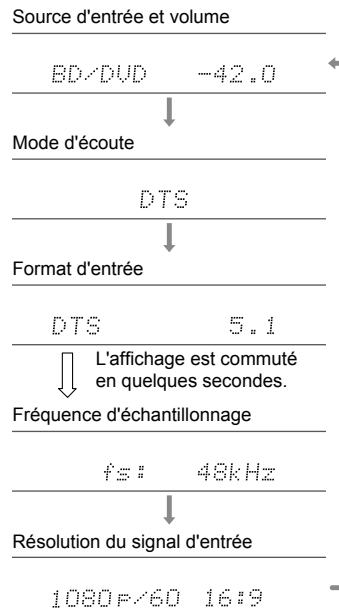 Source d'entrée et volume
BD/DVD -42.0
Mode d'écoute
DTS
Format d'entrée
DTS 5.1
L'affichage est commuté
en quelques secondes.
Fréquence d'échantillonnage
fs: 48kHz
Résolution du signal d'entrée
1080p/60 16:9